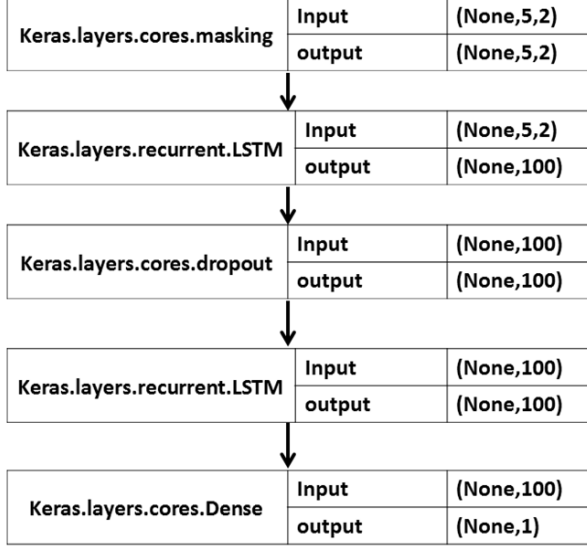 Keras.layers.cores.masking
Input (None,5,2)
output (None,5,2)
Keras.layers.recurrent.LSTM
Input (None,5,2)
output (None,100)
Keras.layers.cores.dropout
Input (None,100)
output (None,100)
Keras.layers.recurrent.LSTM
Input (None,100)
output (None,100)
Keras.layers.cores.Dense
Input (None,100)
output (None,1)